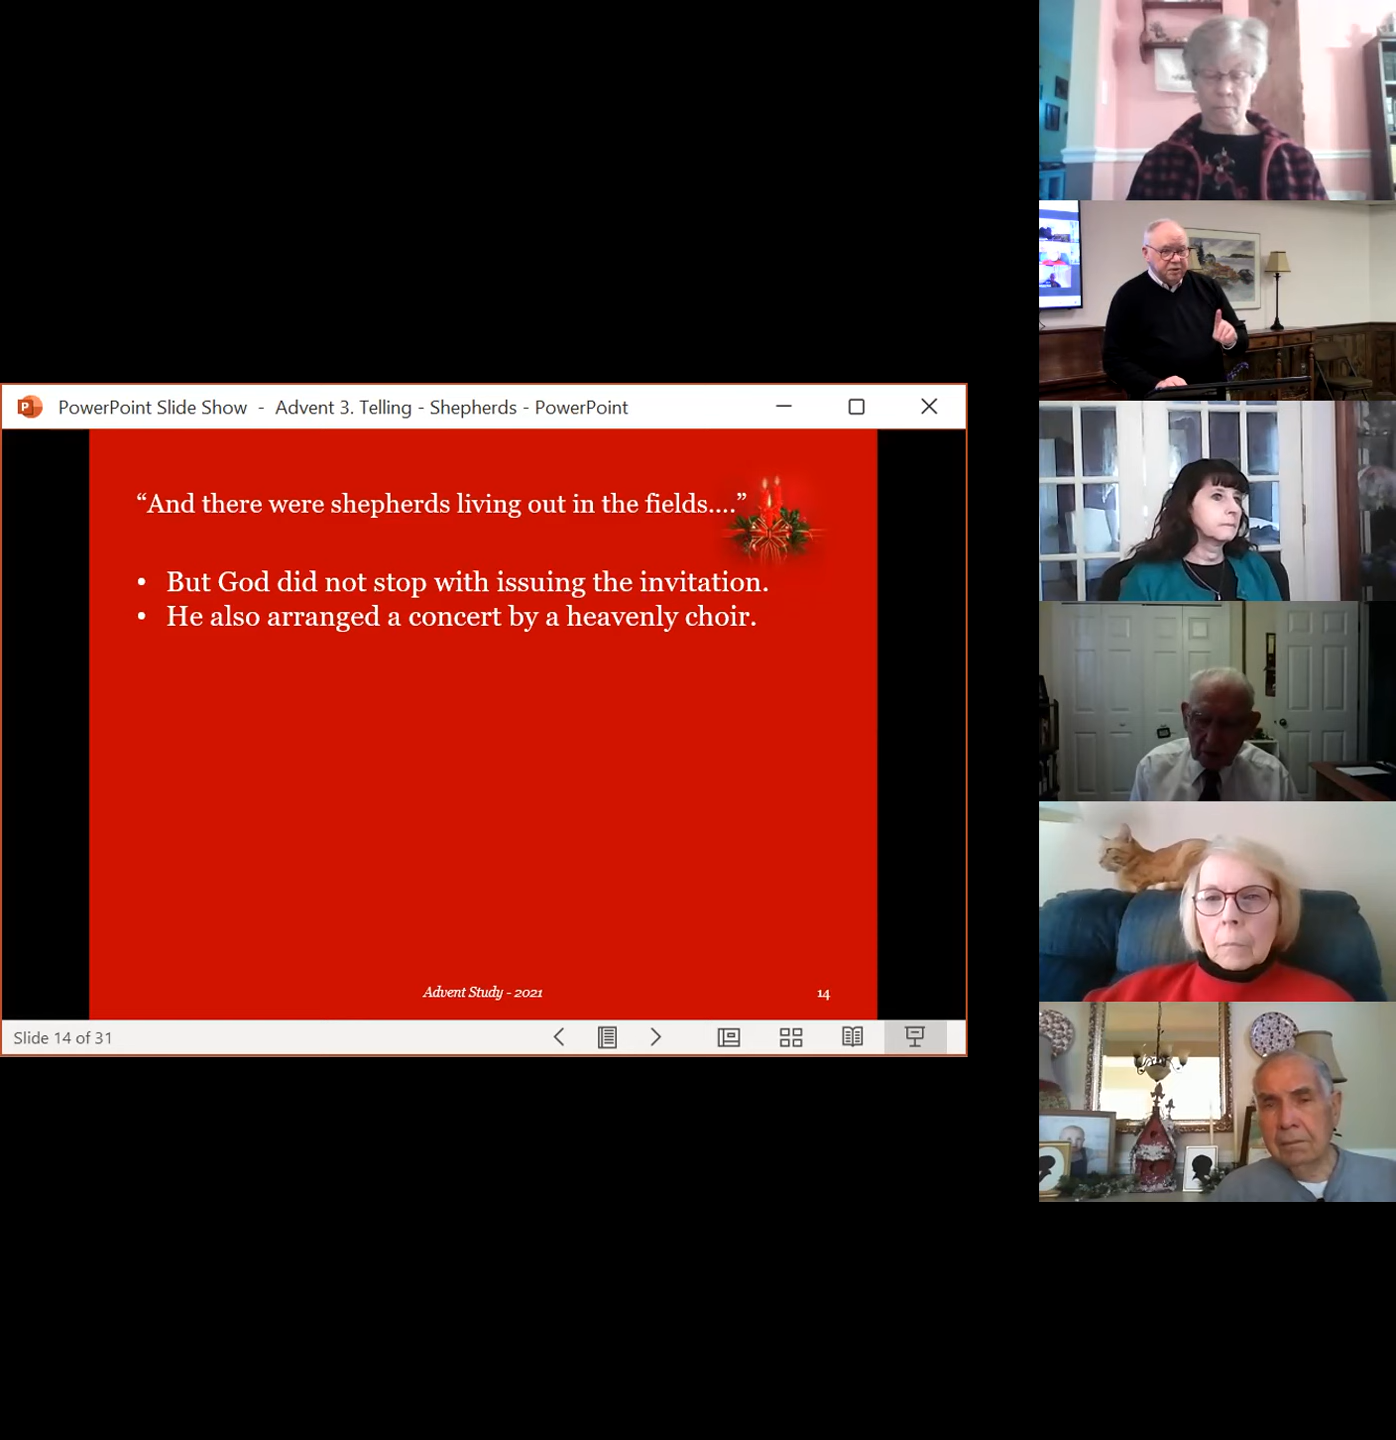 PowerPoint Slide Show - Advent 3. Telling - Shepherds - PowerPoint
“And there were shepherds living out in the fields....”
• But God did not stop with issuing the invitation.
• He also arranged a concert by a heavenly choir.
Advent Study - 2021
14
Slide 14 of 31